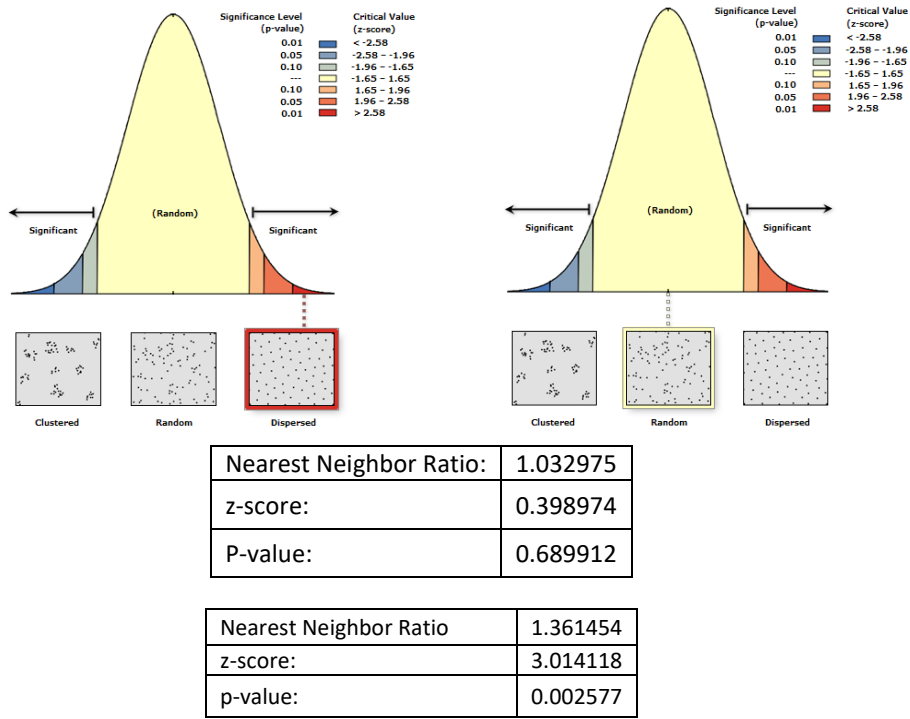 Significance Level
(p-value)
Critical Value
(z-score)
0.01 < -2.58
0.05 -2.58 – -1.96
0.10 -1.96 – -1.65
--- -1.65 – 1.65
0.10 1.65 – 1.96
0.05 1.96 – 2.58
0.01 > 2.58
(Random)
Significant
Significant
Clustered
Random
Dispersed
Significance Level
(p-value)
Critical Value
(z-score)
0.01 < -2.58
0.05 -2.58 – -1.96
0.10 -1.96 – -1.65
--- -1.65 – 1.65
0.10 1.65 – 1.96
0.05 1.96 – 2.58
0.01 > 2.58
(Random)
Significant
Significant
Clustered
Random
Dispersed
Nearest Neighbor Ratio: 1.032975
z-score: 0.398974
P-value: 0.689912
Nearest Neighbor Ratio 1.361454
z-score: 3.014118
p-value: 0.002577